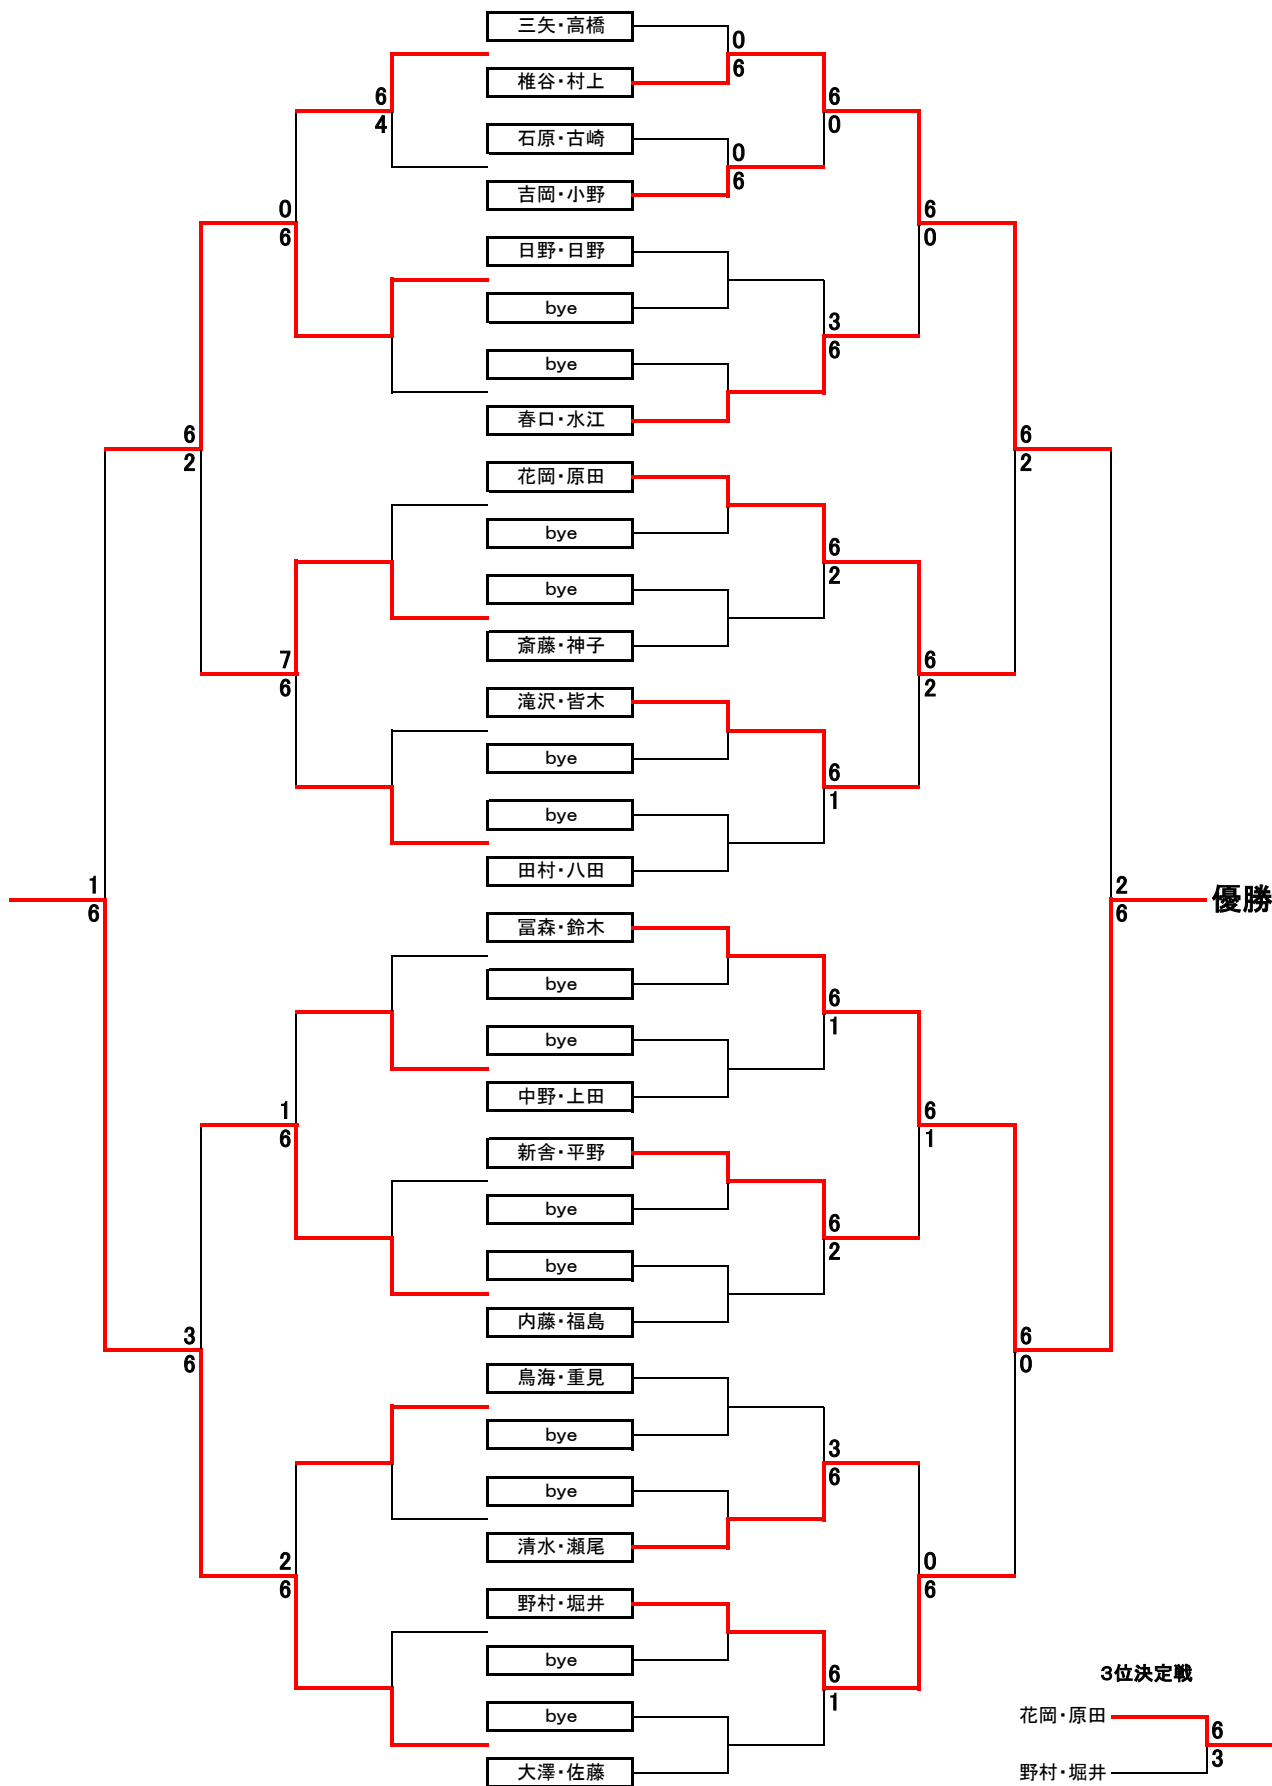 三矢・高橋
0
6
椎谷・村上
6
6
4
0
石原・古崎
0
6
吉岡・小野
0
6
6
0
日野・日野
bye
3
6
bye
春口・水江
6
6
2
2
花岡・原田
bye
6
2
bye
斎藤・神子
7
6
6
2
滝沢・皆木
bye
6
1
bye
田村・八田
1
2
優勝
6
6
冨森・鈴木
bye
6
1
bye
中野・上田
1
6
6
1
新舎・平野
bye
6
2
bye
内藤・福島
3
6
6
0
鳥海・重見
bye
3
6
bye
清水・瀬尾
2
0
6
6
野村・堀井
bye
6
1
3位決定戦
bye
花岡・原田
6
3
大澤・佐藤
野村・堀井